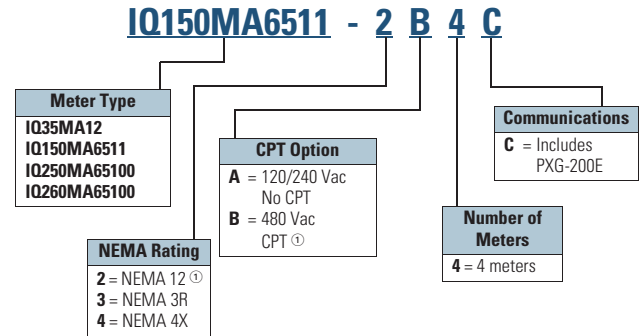 IQ150MA6511 - 2 B 4 C
Meter Type
IQ35MA12
IQ150MA6511
IQ250MA65100
IQ260MA65100
NEMA Rating
2 = NEMA 12 ①
3 = NEMA 3R
4 = NEMA 4X
CPT Option
A = 120/240 Vac
No CPT
B = 480 Vac
CPT ①
Number of
Meters
4 = 4 meters
Communications
C = Includes
PXG-200E